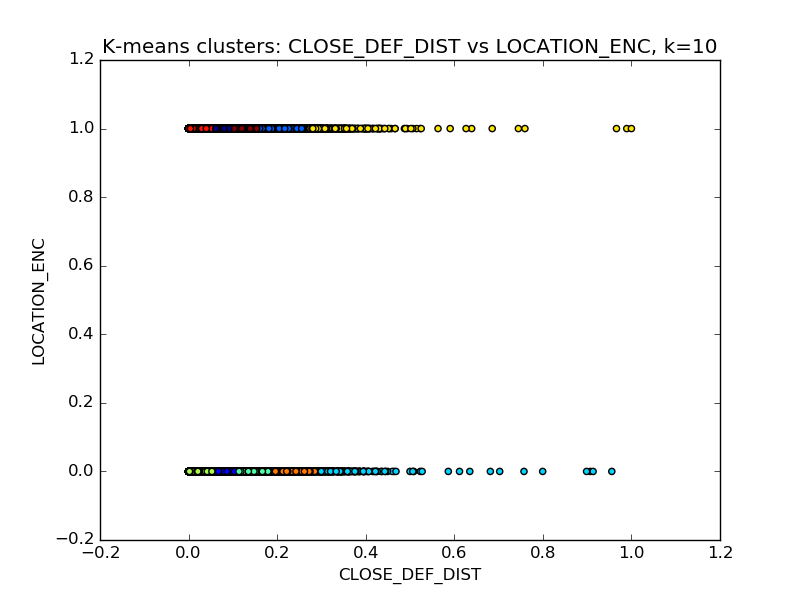 K-means clusters: CLOSE_DEF_DIST vs LOCATION_ENC, k=10
1.2
1.0
0.8
0.6
0.4
0.2
0.0
−0.2
LOCATION_ENC
−0.2 0.0 0.2 0.4 0.6 0.8 1.0 1.2
CLOSE_DEF_DIST